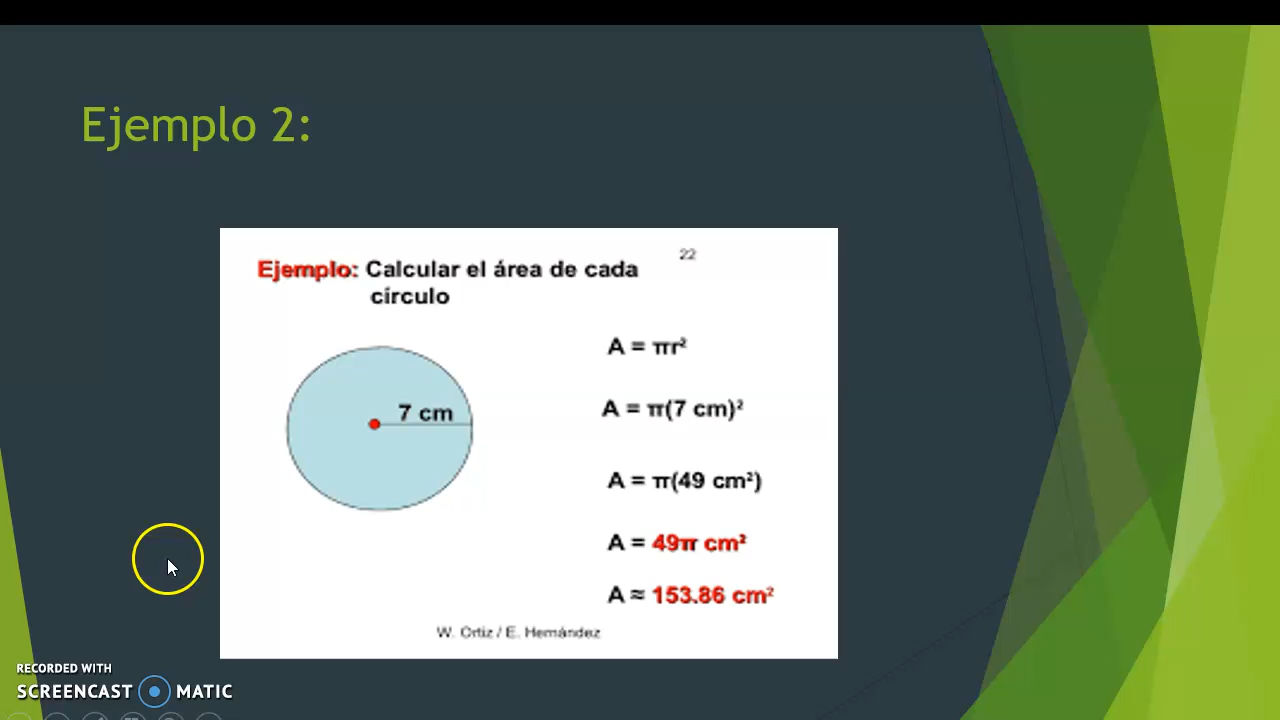 Ejemplo 2:
22
Ejemplo: Calcular el área de cada
círculo
A = πr²
7 cm
A = π(7 cm)²
A = π(49 cm²)
A = 49π cm²
A ≈ 153.86 cm²
W. Ortiz / E. Hernández
RECORDED WITH
SCREENCAST MATIC